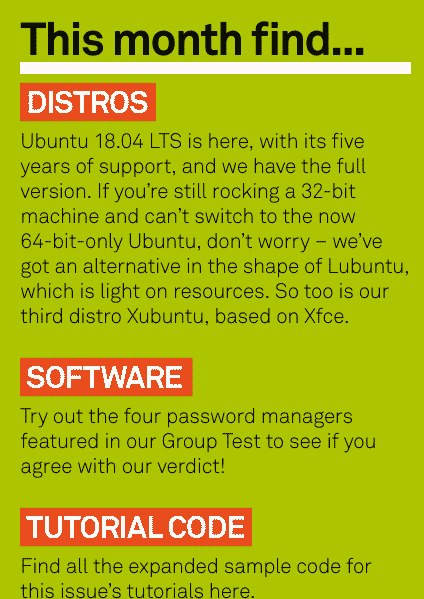 This month find...
DISTROS
Ubuntu 18.04 LTS is here, with its five
years of support, and we have the full
version. If you’re still rocking a 32-bit
machine and can’t switch to the now
64-bit-only Ubuntu, don’t worry – we’ve
got an alternative in the shape of Lubuntu,
which is light on resources. So too is our
third distro Xubuntu, based on Xfce.
SOFTWARE
Try out the four password managers
featured in our Group Test to see if you
agree with our verdict!
TUTORIAL CODE
Find all the expanded sample code for
this issue’s tutorials here.